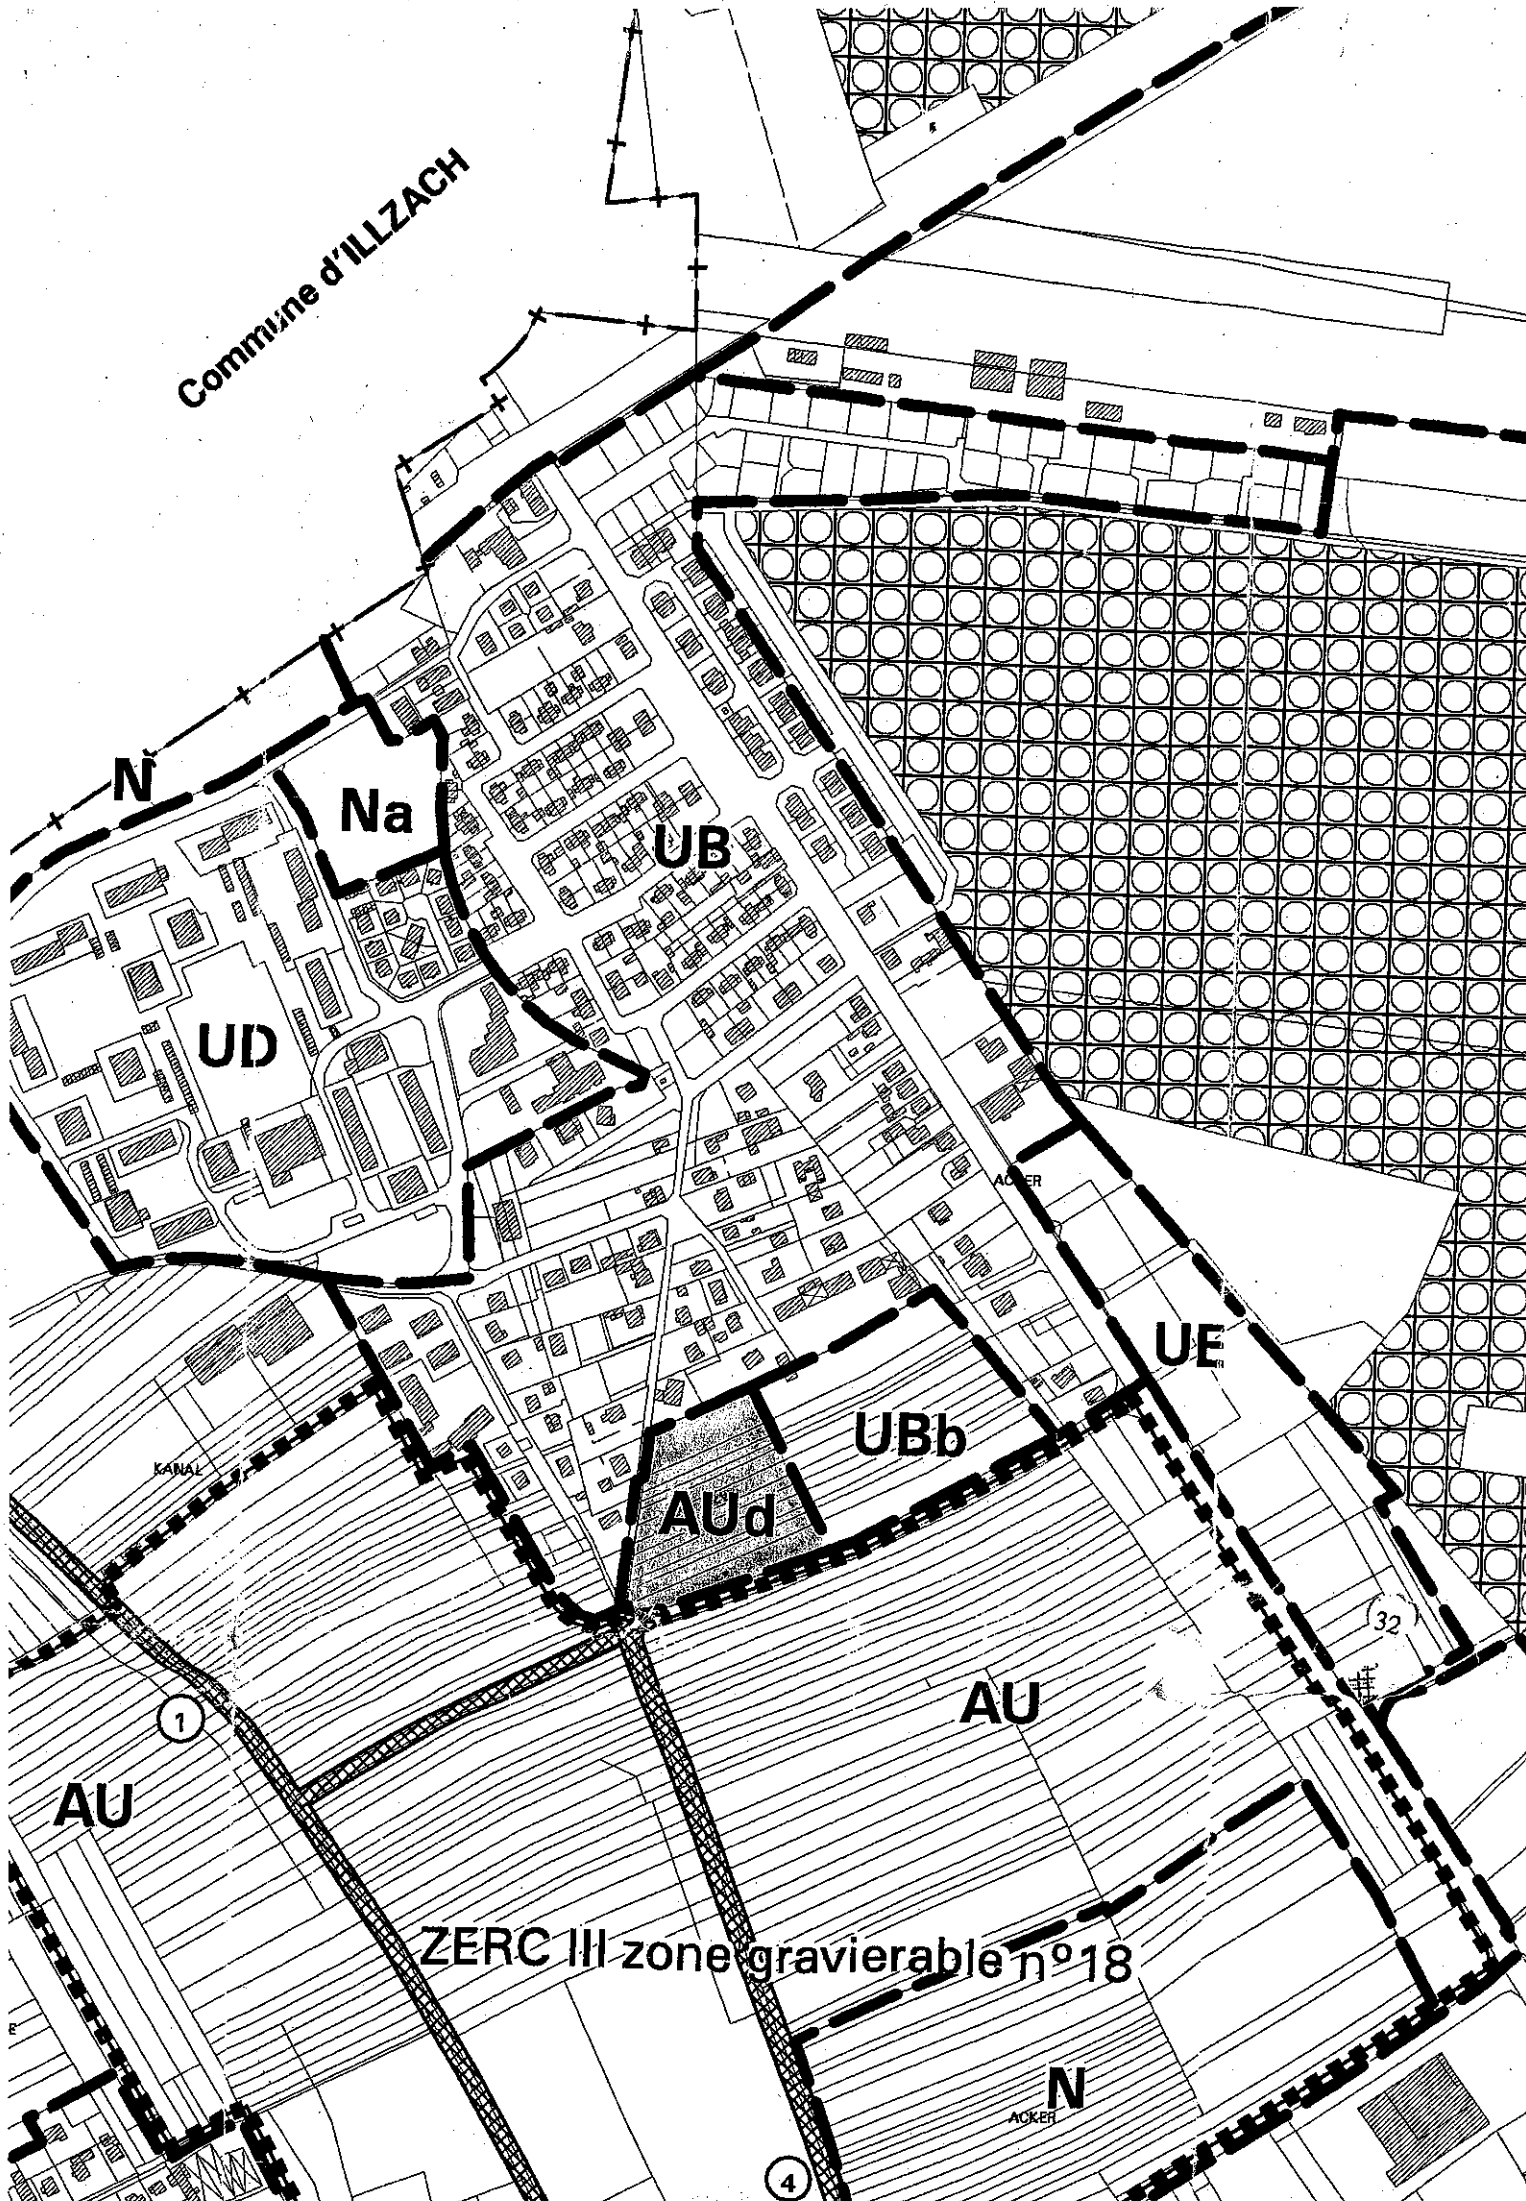 Commune d'ILLZACH
N
Na
UB
UD
ACKER
UE
UBb
KANAL
AUd
32
AU
1
AU
ZERC III zone gravierable nº18
N
ACKER
4